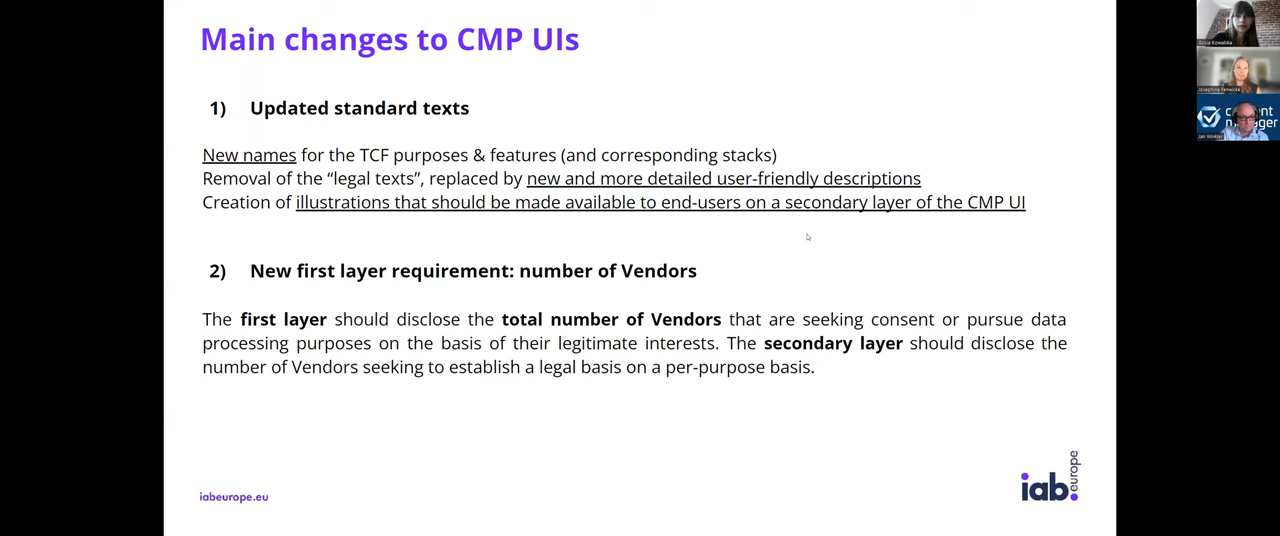 Main changes to CMP UIs
1) Updated standard texts
New names for the TCF purposes & features (and corresponding stacks)
Removal of the “legal texts”, replaced by new and more detailed user-friendly descriptions
Creation of illustrations that should be made available to end-users on a secondary layer of the CMP UI
2) New first layer requirement: number of Vendors
The first layer should disclose the total number of Vendors that are seeking consent or pursue data
processing purposes on the basis of their legitimate interests. The secondary layer should disclose the
number of Vendors seeking to establish a legal basis on a per-purpose basis.
iabeurope.eu
iab europe
Kowalska
Josephine
Jan Winkler